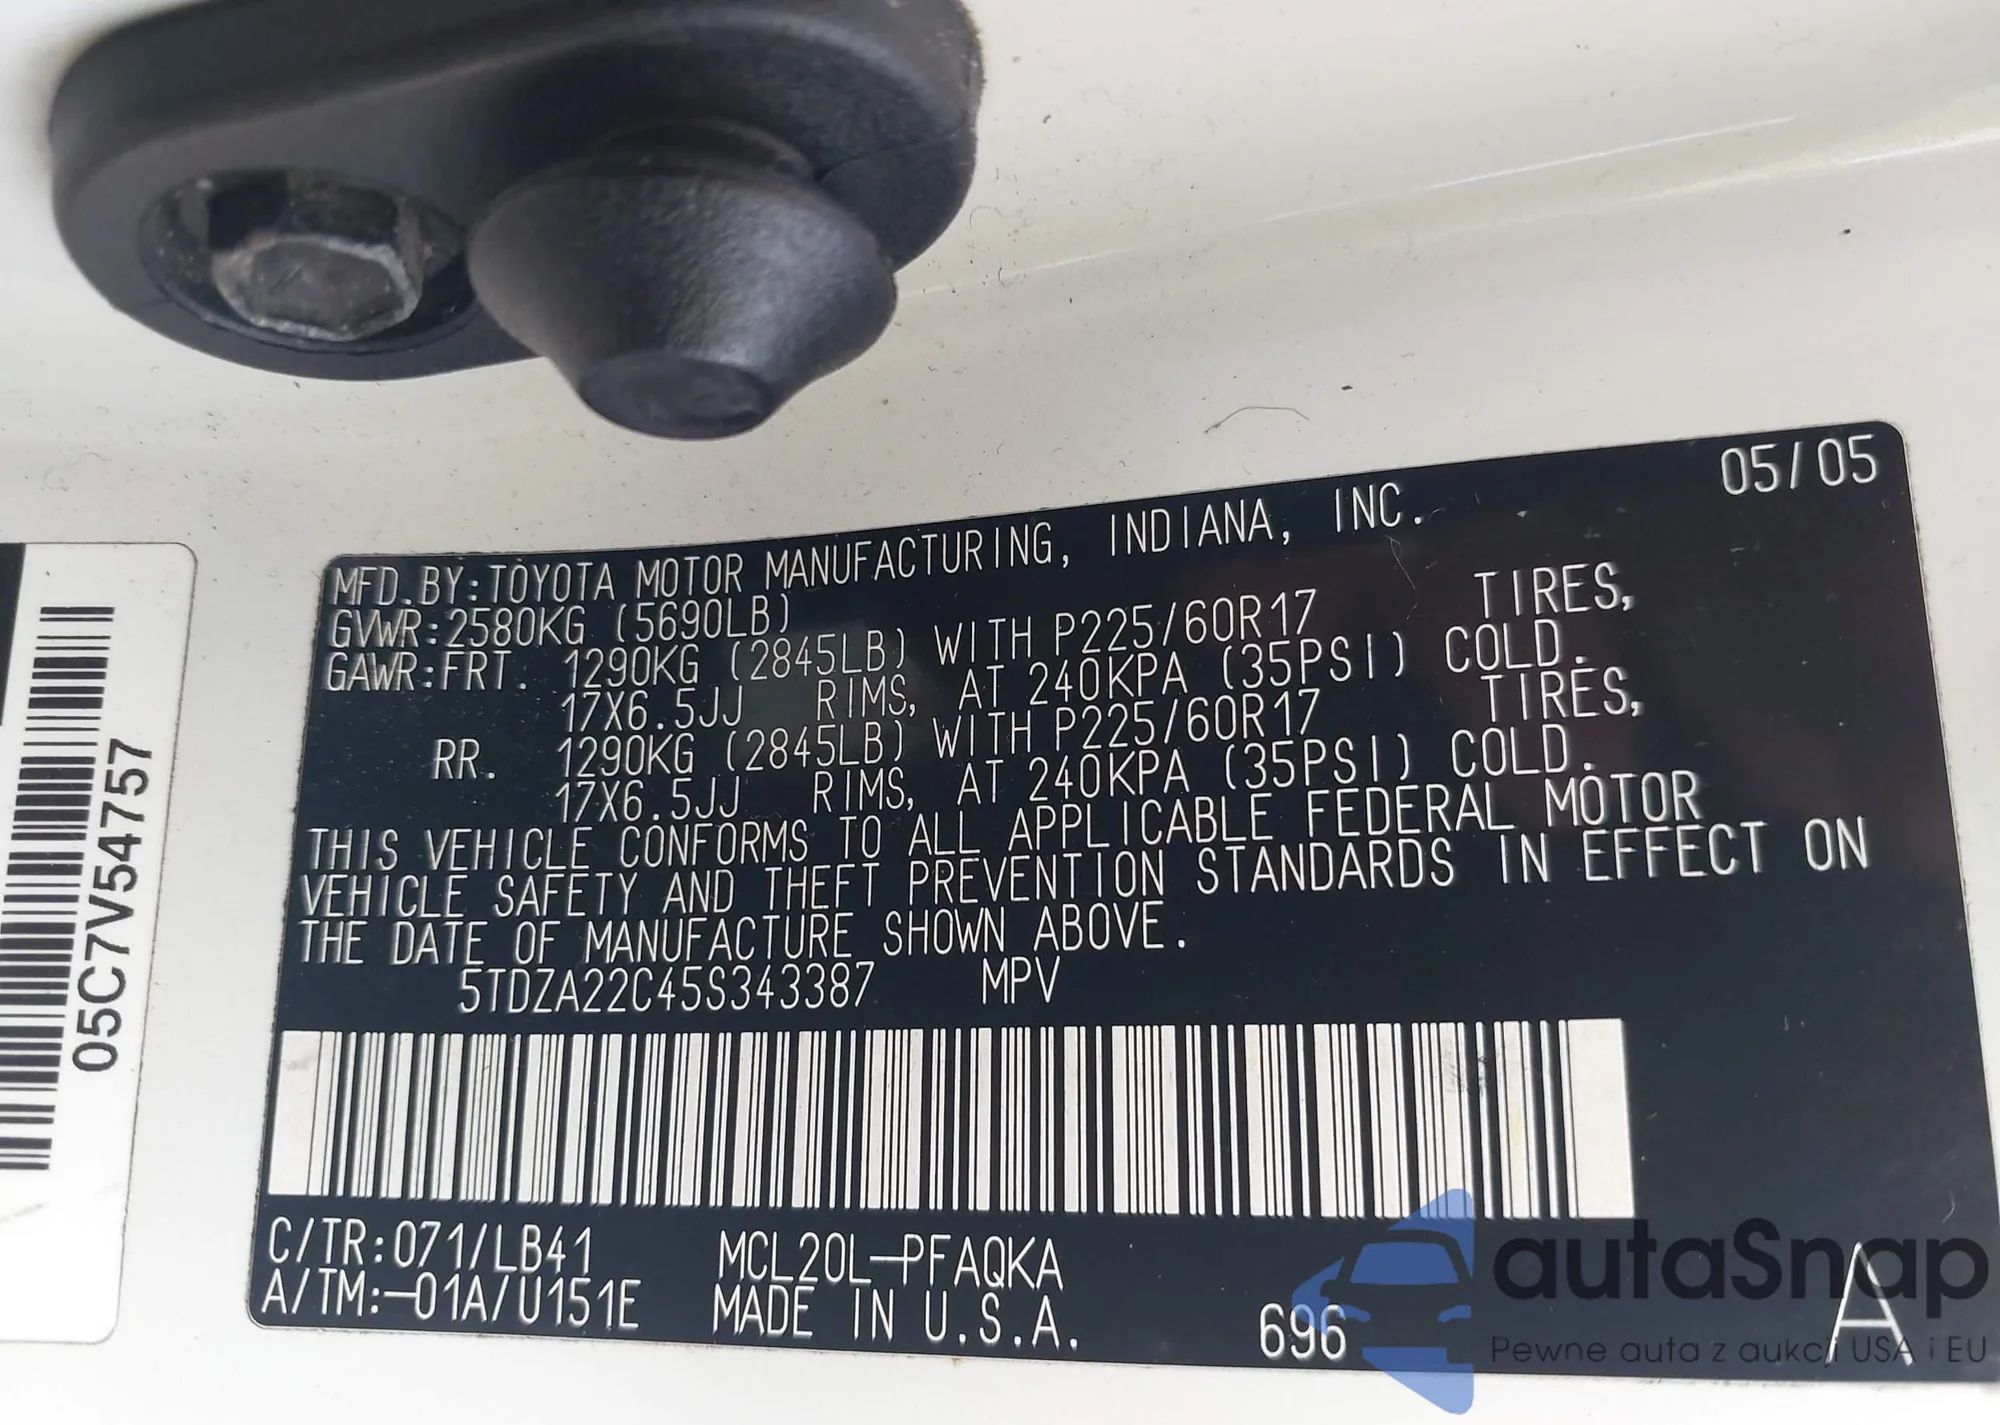 05/05
MFD.BY:TOYOTA MOTOR MANUFACTURING, INDIANA, INC.
GVWR:2580KG (5690LB)
GAWR:FRT. 1290KG (2845LB) WITH P225/60R17 TIRES,
17X6.5JJ RIMS, AT 240KPA (35PSI) COLD.
RR. 1290KG (2845LB) WITH P225/60R17 TIRES,
17X6.5JJ RIMS, AT 240KPA (35PSI) COLD.
THIS VEHICLE CONFORMS TO ALL APPLICABLE FEDERAL MOTOR
VEHICLE SAFETY AND THEFT PREVENTION STANDARDS IN EFFECT ON
THE DATE OF MANUFACTURE SHOWN ABOVE.
5TDZA22C45S343387 MPV
C/TR:071/LB41 MCL20L-PFAQKA
A/TM:-01A/U151E MADE IN U.S.A. 696 A
05C7V54757
autaSnap
Pewne auta z aukcji USA i EU